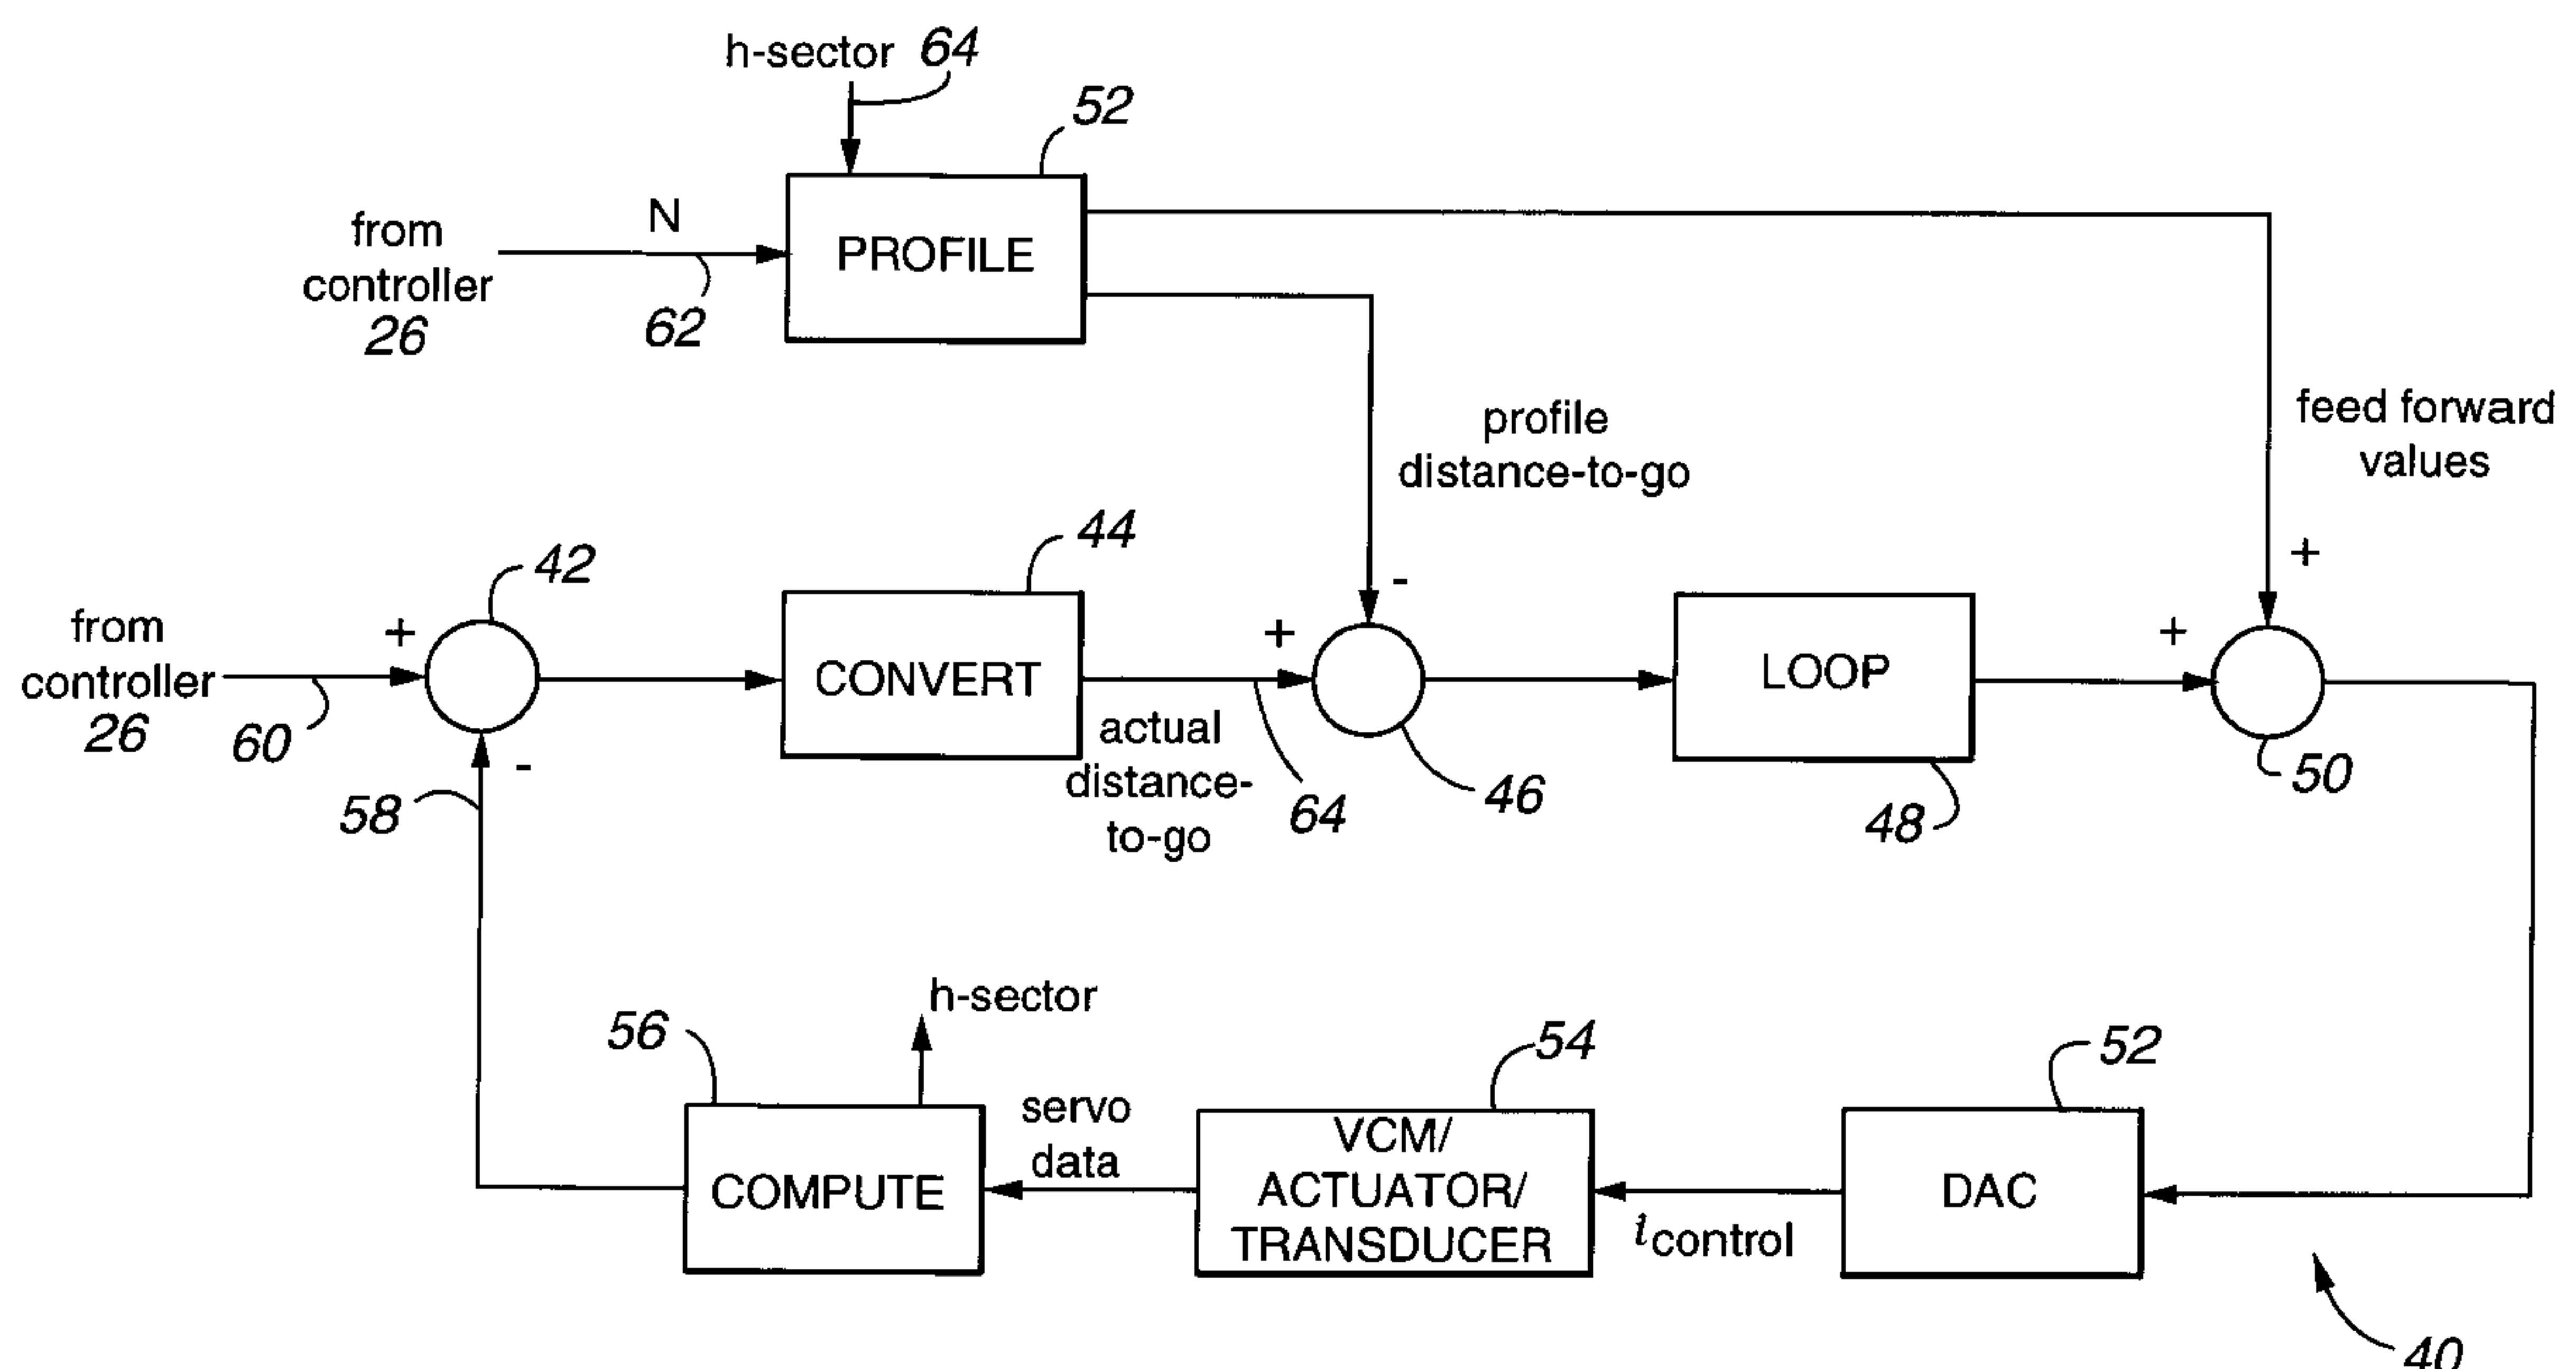 h-sector 64
52
from
controller
26
N
62
PROFILE
profile
distance-to-go
feed forward
values
+
-
from
controller
26
60
+
42
-
58
44
CONVERT
actual
distance-
to-go
+
64
46
LOOP
48
+
50
h-sector
56
COMPUTE
servo
data
54
VCM/
ACTUATOR/
TRANSDUCER
icontrol
52
DAC
40